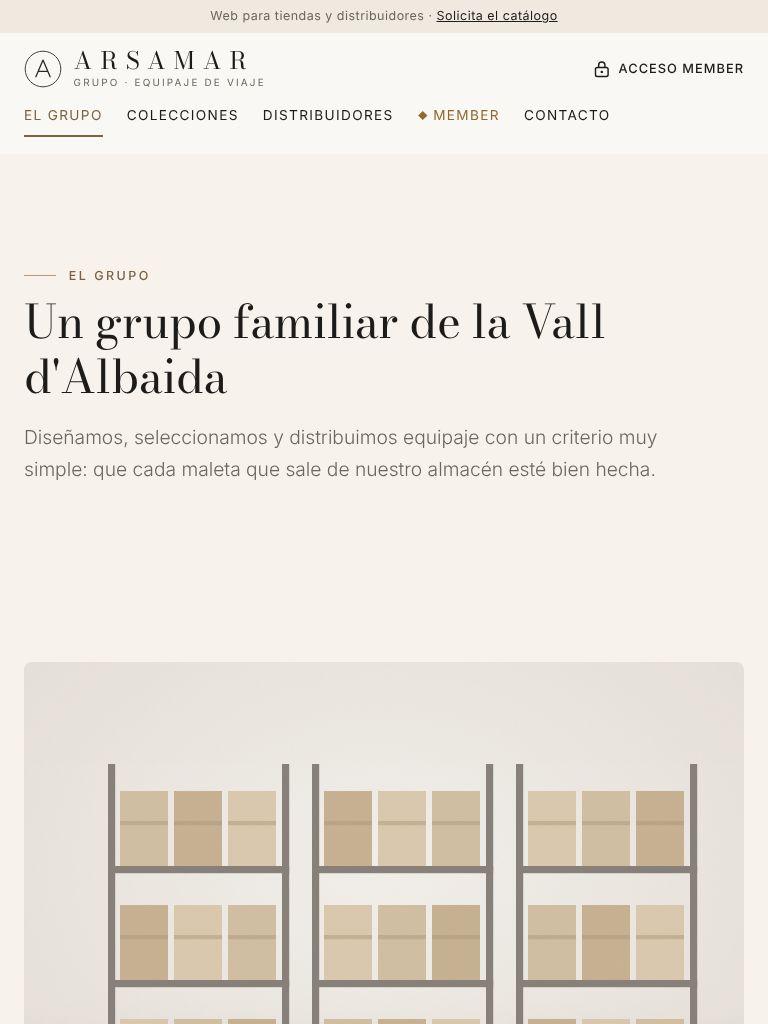 Web para tiendas y distribuidores · Solicita el catálogo
A
ARSAMAR
GRUPO · EQUIPAJE DE VIAJE
ACCESO MEMBER
EL GRUPO COLECCIONES DISTRIBUIDORES ◆ MEMBER CONTACTO
EL GRUPO
Un grupo familiar de la Vall
d'Albaida
Diseñamos, seleccionamos y distribuimos equipaje con un criterio muy
simple: que cada maleta que sale de nuestro almacén esté bien hecha.